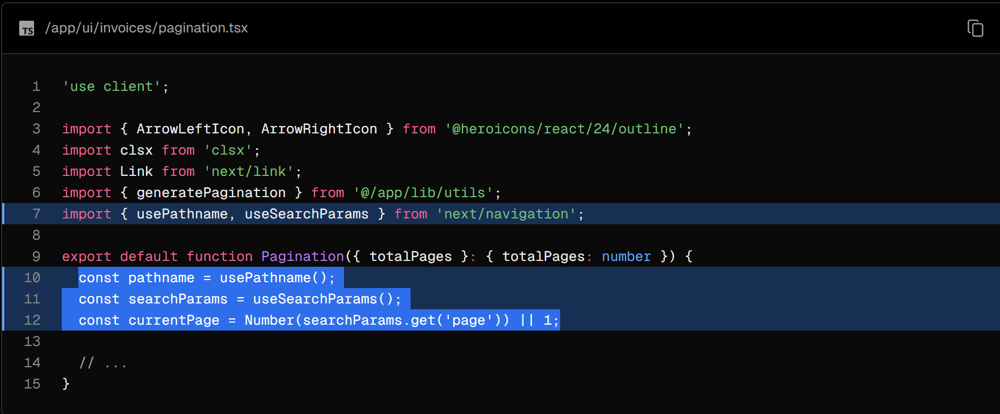 TS /app/ui/invoices/pagination.tsx
1 'use client';
2
3 import { ArrowLeftIcon, ArrowRightIcon } from '@heroicons/react/24/outline';
4 import clsx from 'clsx';
5 import Link from 'next/link';
6 import { generatePagination } from '@/app/lib/utils';
7 import { usePathname, useSearchParams } from 'next/navigation';
8
9 export default function Pagination({ totalPages }: { totalPages: number }) {
10   const pathname = usePathname();
11   const searchParams = useSearchParams();
12   const currentPage = Number(searchParams.get('page')) || 1;
13
14   // ...
15 }